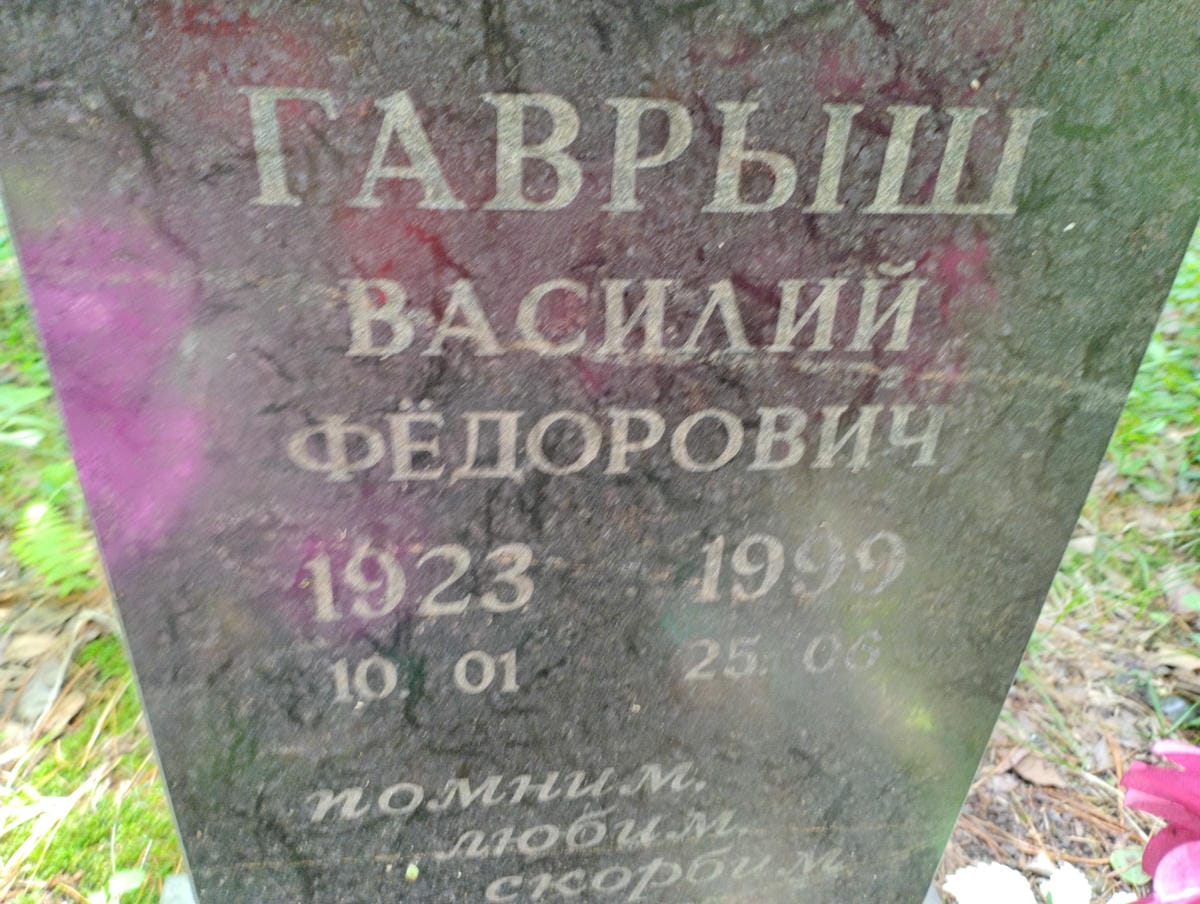 ГАВРЫШ
ВАСИЛИЙ
ФЁДОРОВИЧ
1923 1999
10. 01 25. 06
помним.
любим.
скорбим